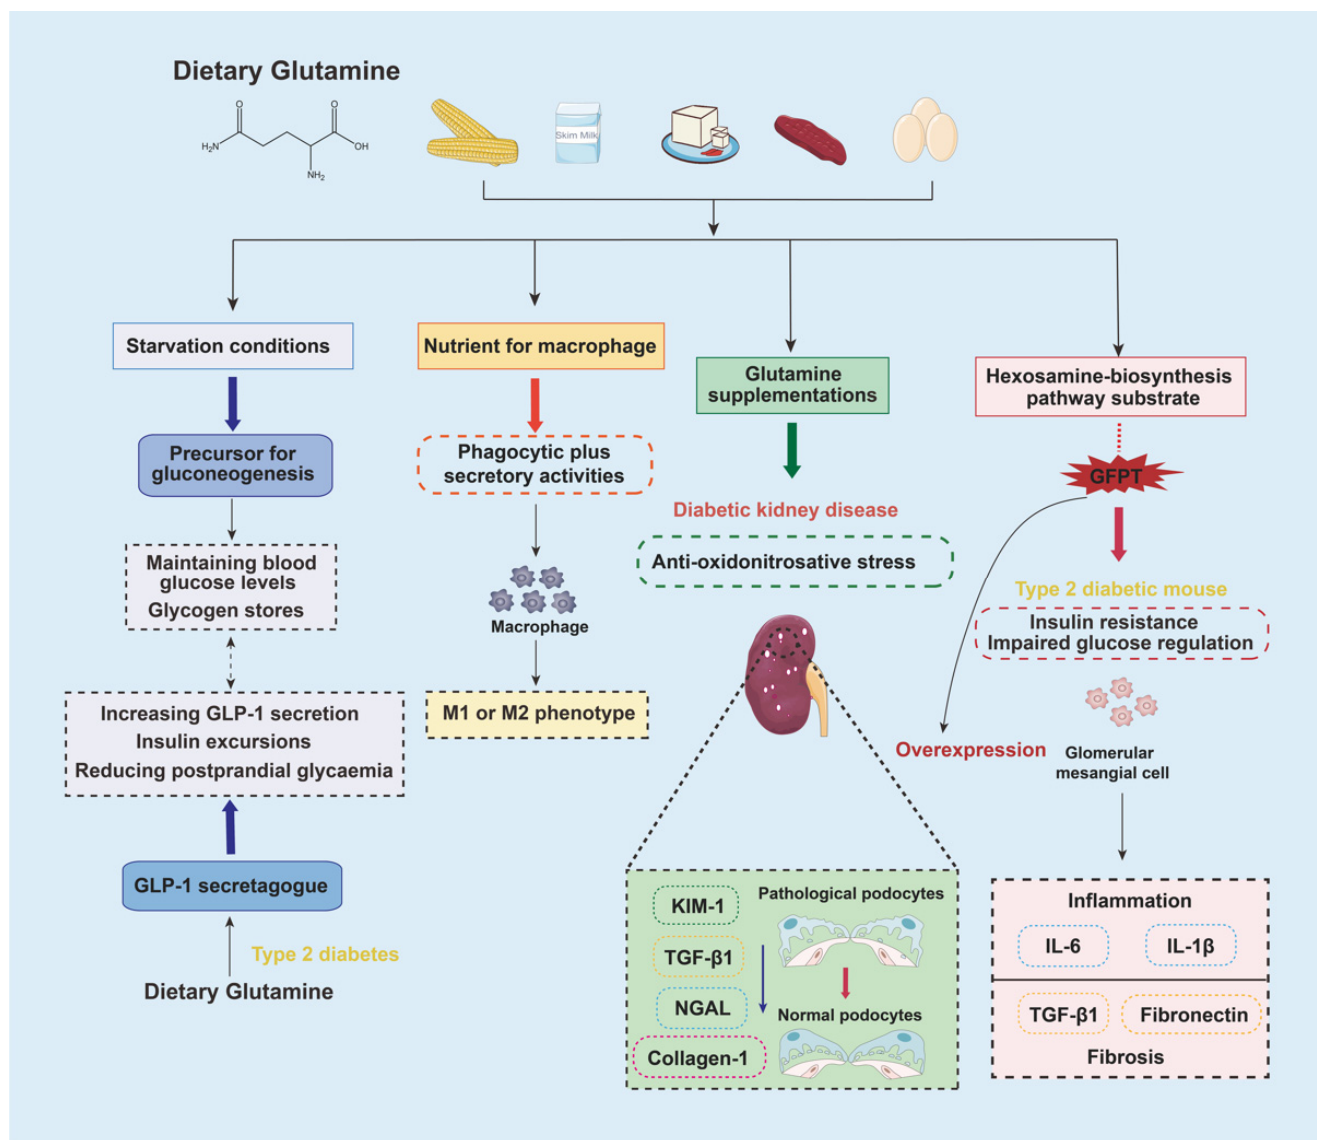 Dietary Glutamine
O
O
H₂N
OH
NH₂
Skim Milk
Starvation conditions
Precursor for
gluconeogenesis
Maintaining blood
glucose levels
Glycogen stores
Increasing GLP-1 secretion
Insulin excursions
Reducing postprandial glycaemia
GLP-1 secretagogue
Type 2 diabetes
Dietary Glutamine
Nutrient for macrophage
Phagocytic plus
secretory activities
Macrophage
M1 or M2 phenotype
Glutamine
supplementations
Diabetic kidney disease
Anti-oxidonitrosative stress
KIM-1
TGF-β1
NGAL
Collagen-1
Pathological podocytes
Normal podocytes
Hexosamine-biosynthesis
pathway substrate
GFPT
Type 2 diabetic mouse
Insulin resistance
Impaired glucose regulation
Overexpression
Glomerular
mesangial cell
Inflammation
IL-6
IL-1β
TGF-β1
Fibronectin
Fibrosis